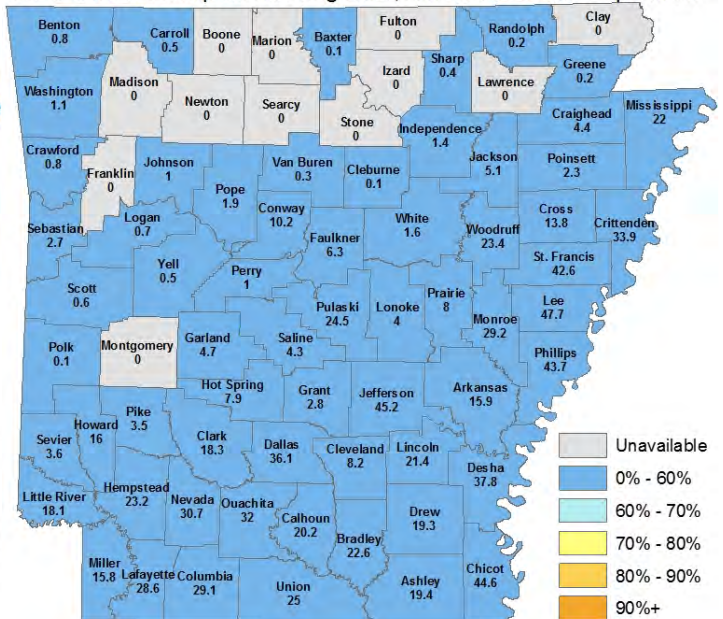 Benton
0.8
Carroll
0.5
Boone
0
Marion
0
Baxter
0.1
Fulton
0
Randolph
0.2
Clay
0
Sharp
0.4
Izard
0
Lawrence
0
Greene
0.2
Washington
1.1
Madison
0
Newton
0
Searcy
0
Stone
0
Independence
1.4
Craighead
4.4
Mississippi
22
Crawford
0.8
Franklin
0
Johnson
1
Pope
1.9
Van Buren
0.3
Cleburne
0.1
Jackson
5.1
Poinsett
2.3
Sebastian
2.7
Logan
0.7
Conway
10.2
Faulkner
6.3
White
1.6
Woodruff
23.4
Cross
13.8
Crittenden
33.9
St. Francis
42.6
Scott
0.6
Yell
0.5
Perry
1
Pulaski
24.5
Lonoke
4
Prairie
8
Monroe
29.2
Lee
47.7
Phillips
43.7
Polk
0.1
Montgomery
0
Garland
4.7
Saline
4.3
Hot Spring
7.9
Grant
2.8
Jefferson
45.2
Arkansas
15.9
Sevier
3.6
Howard
16
Pike
3.5
Clark
18.3
Dallas
36.1
Cleveland
8.2
Lincoln
21.4
Desha
37.8
Little River
18.1
Hempstead
23.2
Nevada
30.7
Ouachita
32
Calhoun
20.2
Bradley
22.6
Drew
19.3
Miller
15.8
Lafayette
28.6
Columbia
29.1
Union
25
Ashley
19.4
Chicot
44.6
Unavailable
0% - 60%
60% - 70%
70% - 80%
80% - 90%
90%+